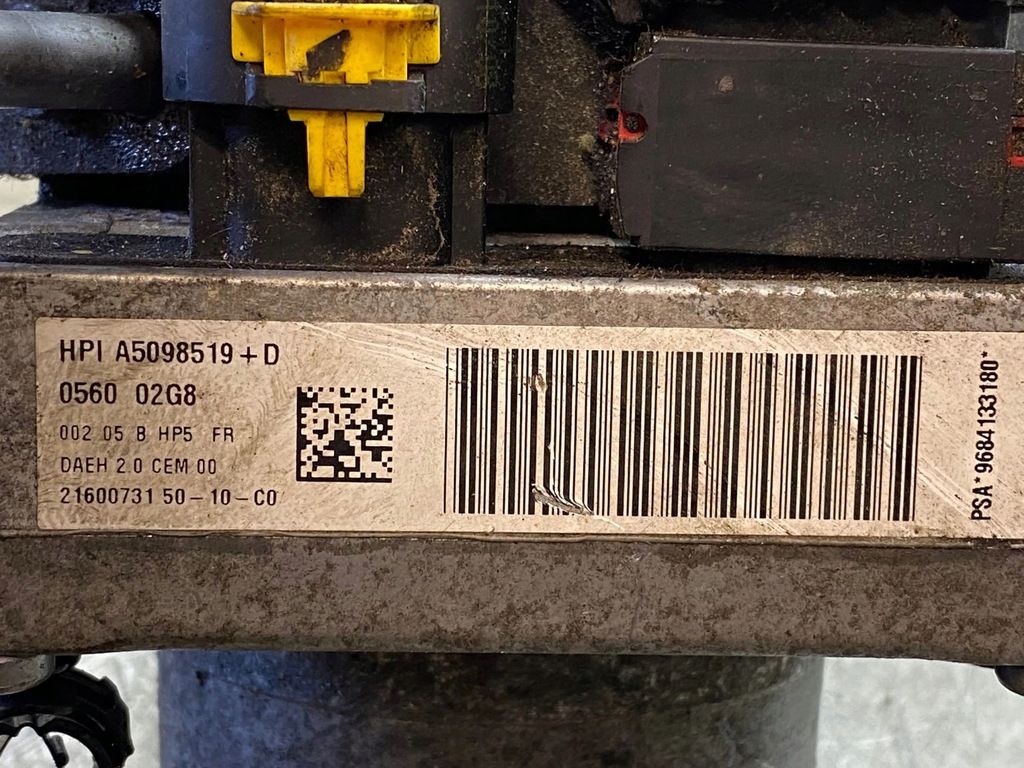 HPI A5098519+D
0560 02G8
002 05 B HP5 FR
DAEH 2.0 CEM 00
21600731 50-10-C0
PSA*9684133180*